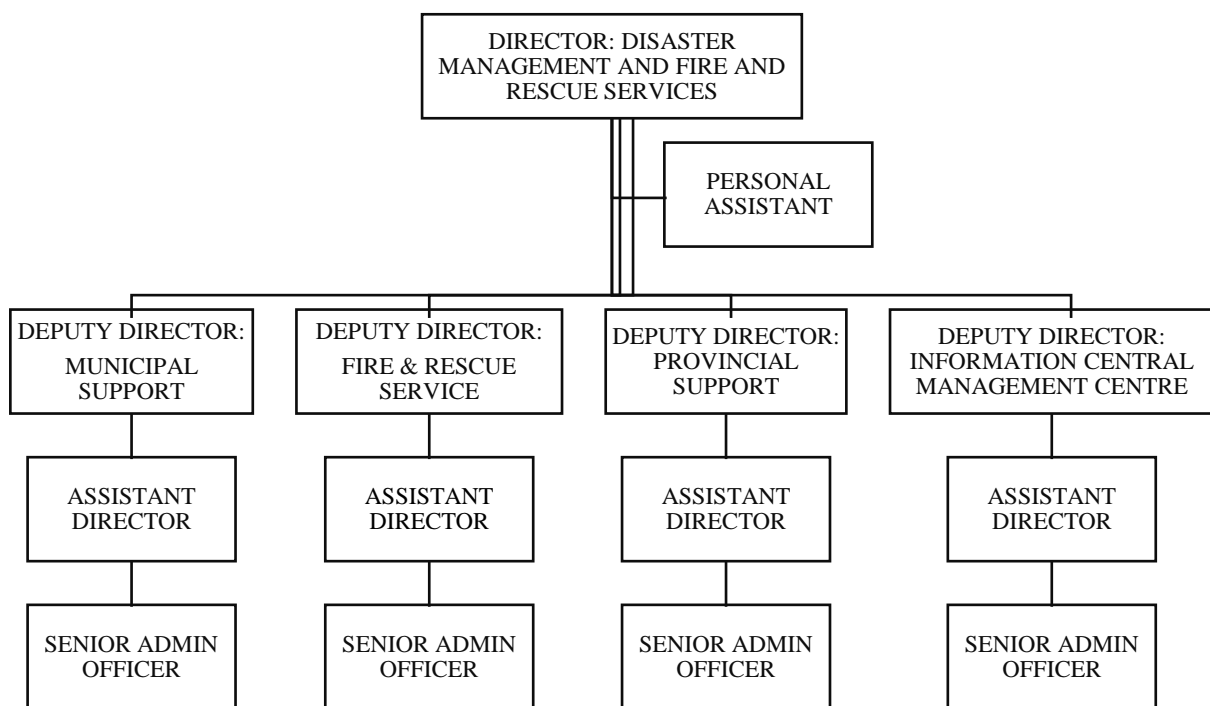 DIRECTOR: DISASTER
MANAGEMENT AND FIRE AND
RESCUE SERVICES
PERSONAL
ASSISTANT
DEPUTY DIRECTOR:
MUNICIPAL
SUPPORT
DEPUTY DIRECTOR:
FIRE & RESCUE
SERVICE
DEPUTY DIRECTOR:
PROVINCIAL
SUPPORT
DEPUTY DIRECTOR:
INFORMATION CENTRAL
MANAGEMENT CENTRE
ASSISTANT
DIRECTOR
ASSISTANT
DIRECTOR
ASSISTANT
DIRECTOR
ASSISTANT
DIRECTOR
SENIOR ADMIN
OFFICER
SENIOR ADMIN
OFFICER
SENIOR ADMIN
OFFICER
SENIOR ADMIN
OFFICER